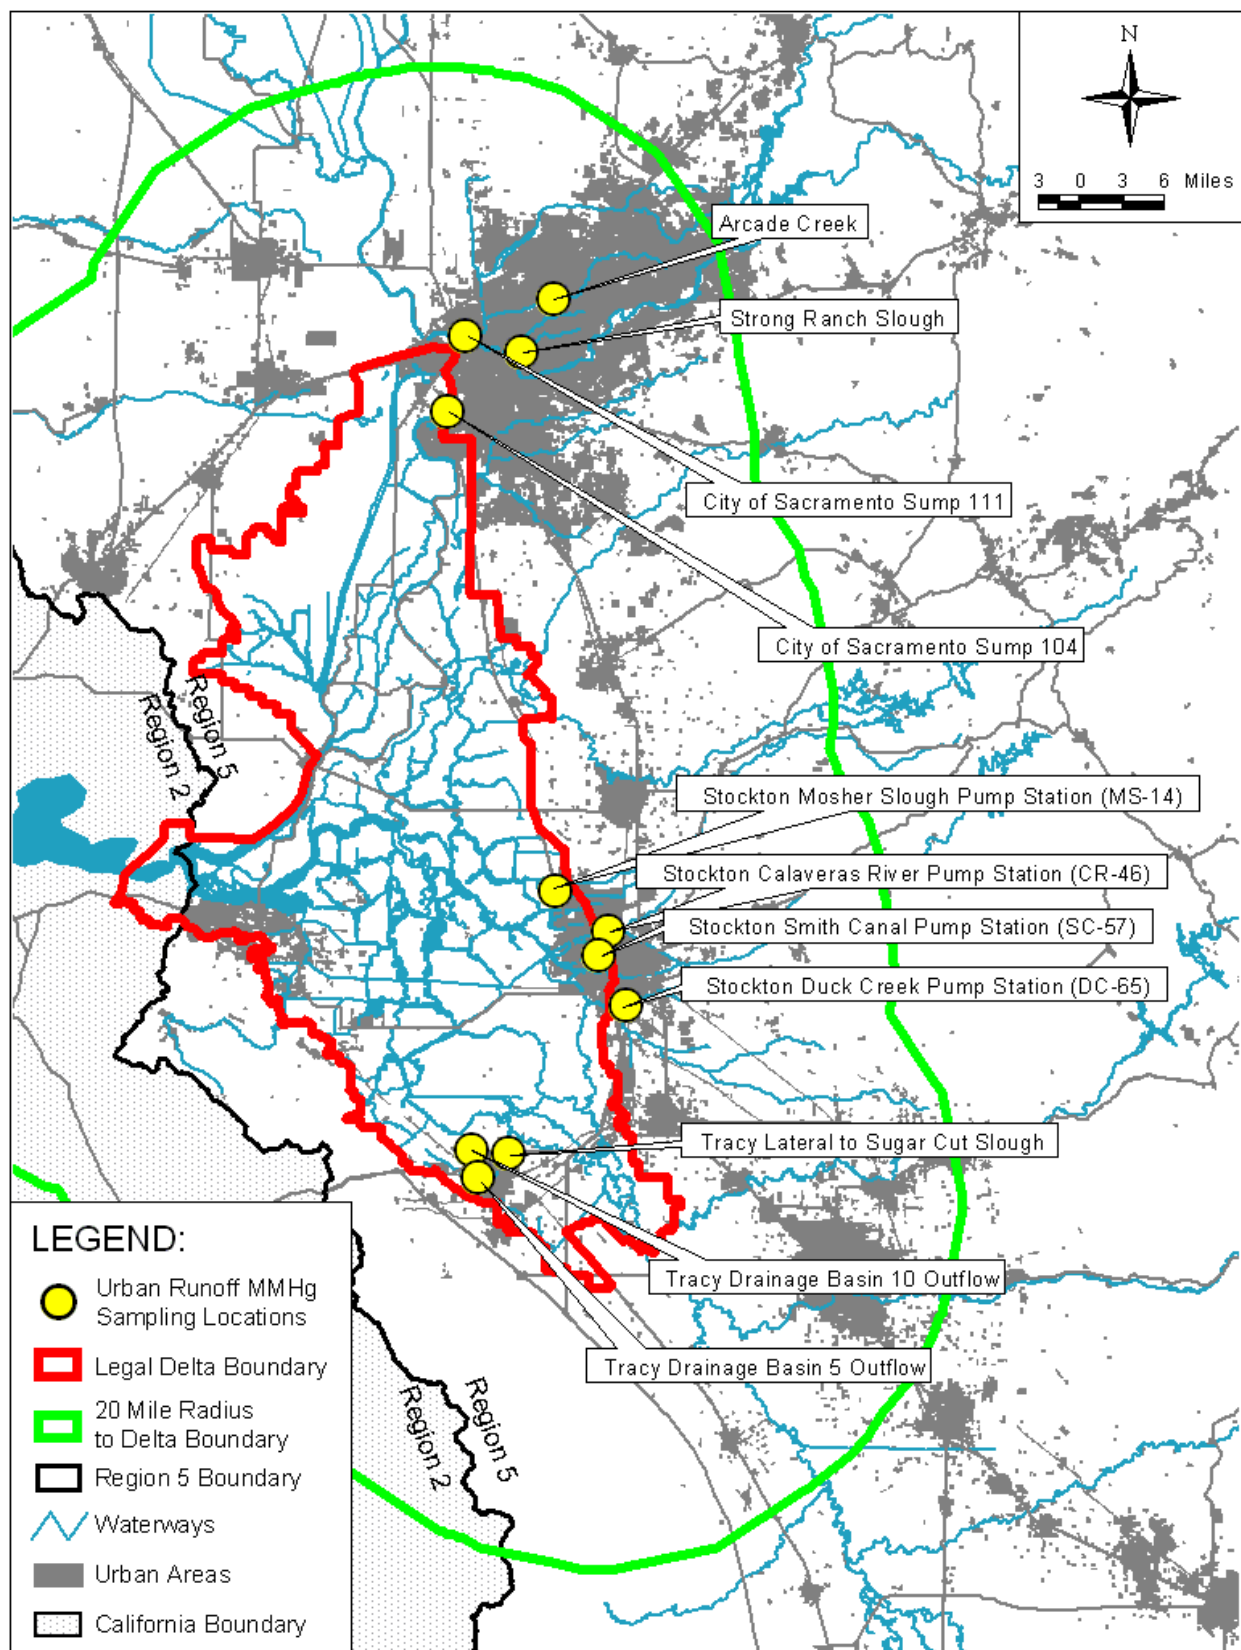 N
3 0 3 6 Miles
Arcade Creek
Strong Ranch Slough
City of Sacramento Sump 111
City of Sacramento Sump 104
Region 5
Region 2
Stockton Mosher Slough Pump Station (MS-14)
Stockton Calaveras River Pump Station (CR-46)
Stockton Smith Canal Pump Station (SC-57)
Stockton Duck Creek Pump Station (DC-65)
Tracy Lateral to Sugar Cut Slough
Tracy Drainage Basin 10 Outflow
Tracy Drainage Basin 5 Outflow
Region 5
Region 2
LEGEND:
Urban Runoff MMHg
Sampling Locations
Legal Delta Boundary
20 Mile Radius
to Delta Boundary
Region 5 Boundary
Waterways
Urban Areas
California Boundary